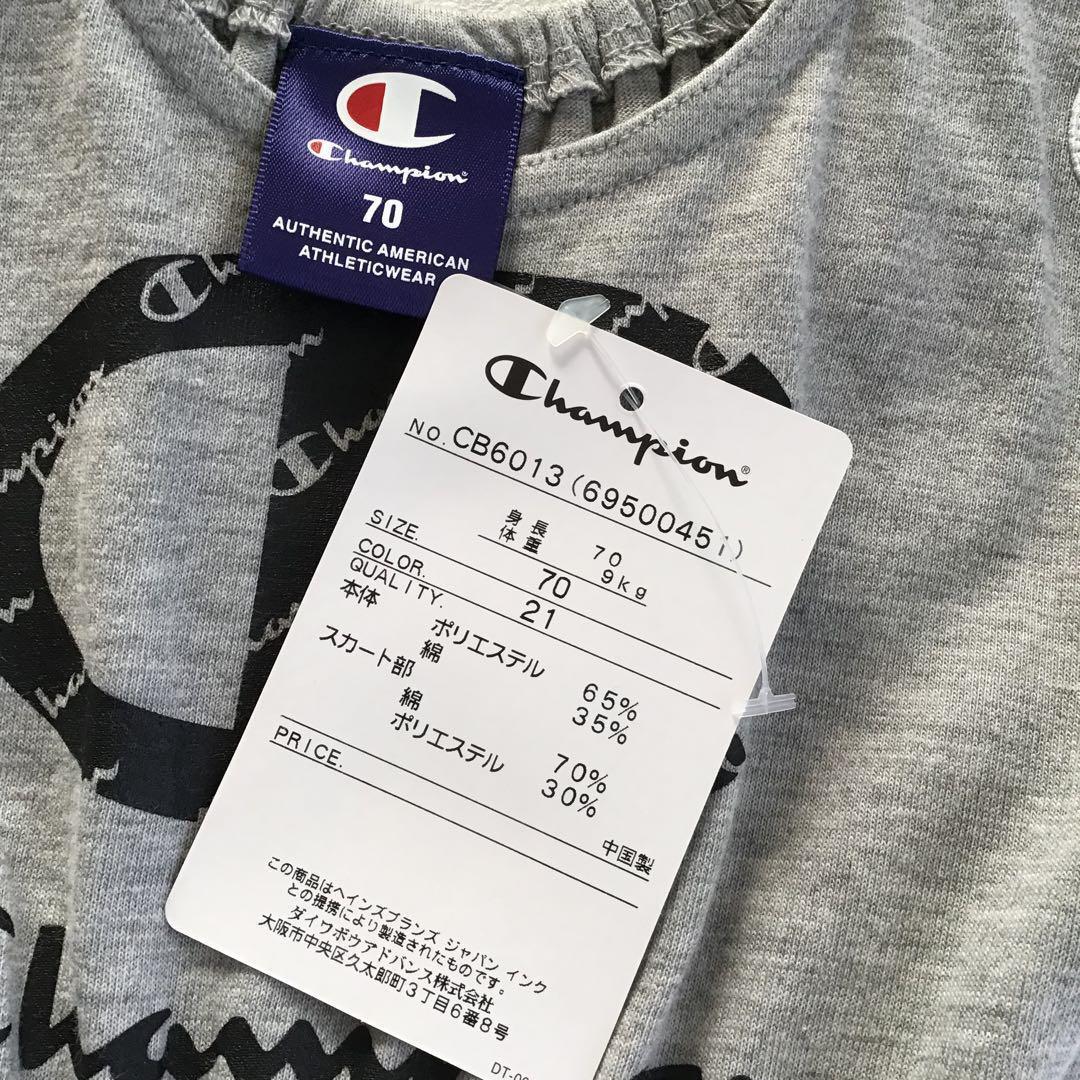 Champion
70
AUTHENTIC AMERICAN
ATHLETICWEAR
Champion®
NO. CB6013(69500451)
SIZE. 身長 70
体重 9kg
70
COLOR. 21
QUALITY.
本体
ポリエステル 65%
綿 35%
スカート部
綿 70%
ポリエステル 30%
PRICE.
中国製
この商品はヘインズブランズ ジャパン インク
との提携により製造されたものです。
ダイワボウアドバンス株式会社
大阪市中央区久太郎町3丁目6番8号
Champion